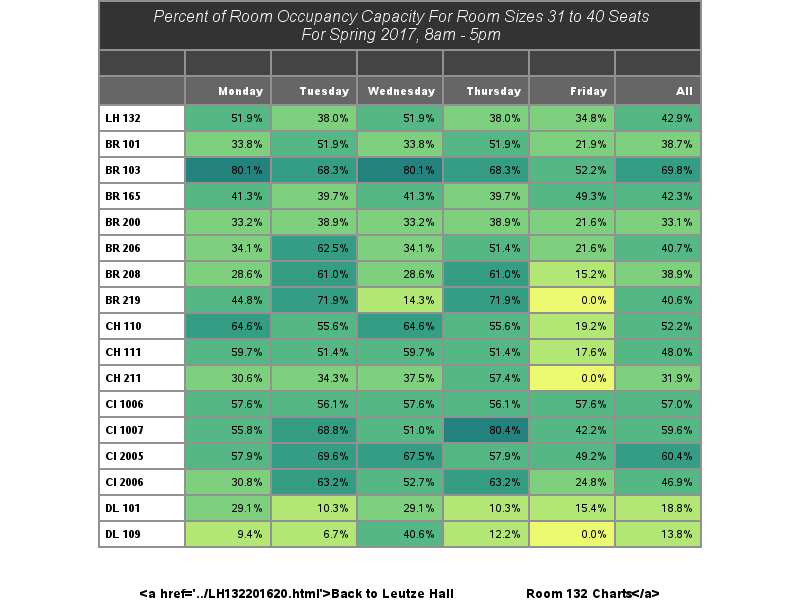 Percent of Room Occupancy Capacity For Room Sizes 31 to 40 Seats
For Spring 2017, 8am - 5pm
Monday Tuesday Wednesday Thursday Friday All
LH 132 51.9% 38.0% 51.9% 38.0% 34.8% 42.9%
BR 101 33.8% 51.9% 33.8% 51.9% 21.9% 38.7%
BR 103 80.1% 68.3% 80.1% 68.3% 52.2% 69.8%
BR 165 41.3% 39.7% 41.3% 39.7% 49.3% 42.3%
BR 200 33.2% 38.9% 33.2% 38.9% 21.6% 33.1%
BR 206 34.1% 62.5% 34.1% 51.4% 21.6% 40.7%
BR 208 28.6% 61.0% 28.6% 61.0% 15.2% 38.9%
BR 219 44.8% 71.9% 14.3% 71.9% 0.0% 40.6%
CH 110 64.6% 55.6% 64.6% 55.6% 19.2% 52.2%
CH 111 59.7% 51.4% 59.7% 51.4% 17.6% 48.0%
CH 211 30.6% 34.3% 37.5% 57.4% 0.0% 31.9%
CI 1006 57.6% 56.1% 57.6% 56.1% 57.6% 57.0%
CI 1007 55.8% 68.8% 51.0% 80.4% 42.2% 59.6%
CI 2005 57.9% 69.6% 67.5% 57.9% 49.2% 60.4%
CI 2006 30.8% 63.2% 52.7% 63.2% 24.8% 46.9%
DL 101 29.1% 10.3% 29.1% 10.3% 15.4% 18.8%
DL 109 9.4% 6.7% 40.6% 12.2% 0.0% 13.8%
<a href='../LH132201620.html'>Back to Leutze Hall Room 132 Charts</a>